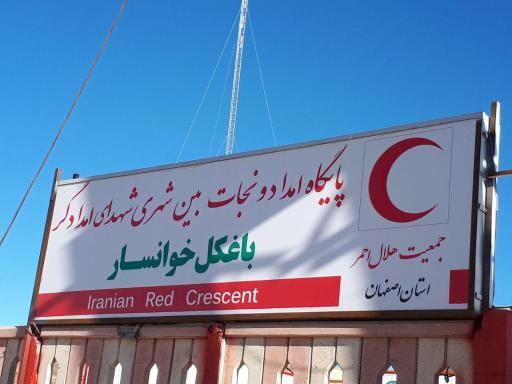 پایگاه امداد و نجات بین شهری شهدای امدادگر
باغگل خوانسار
Iranian Red Crescent
جمعیت هلال احمر
استان اصفهان